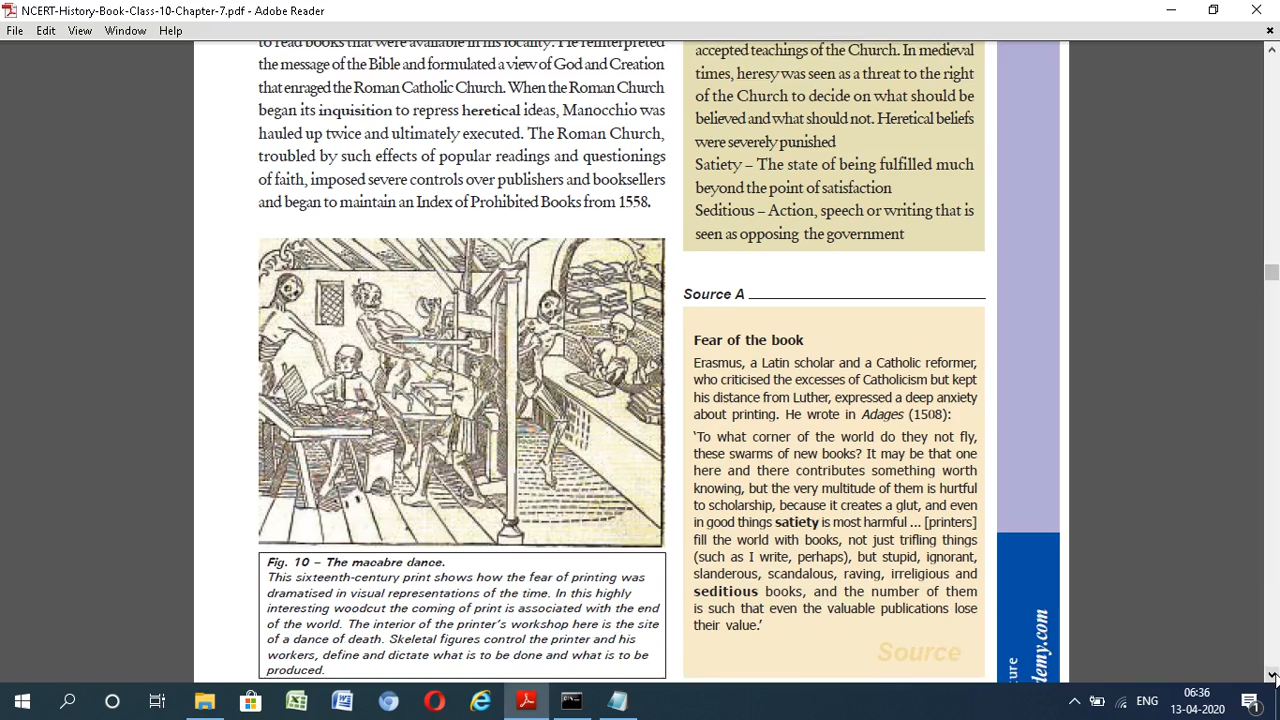 NCERT-History-Book-Class-10-Chapter-7.pdf - Adobe Reader
File Edit View Window Help
to read books that were available in his locality. He reinterpreted
the message of the Bible and formulated a view of God and Creation
that enraged the Roman Catholic Church. When the Roman Church
began its inquisition to repress heretical ideas, Manocchio was
hauled up twice and ultimately executed. The Roman Church,
troubled by such effects of popular readings and questionings
of faith, imposed severe controls over publishers and booksellers
and began to maintain an Index of Prohibited Books from 1558.
Fig. 10 – The macabre dance.
This sixteenth-century print shows how the fear of printing was
dramatised in visual representations of the time. In this highly
interesting woodcut the coming of print is associated with the end
of the world. The interior of the printer's workshop here is the site
of a dance of death. Skeletal figures control the printer and his
workers, define and dictate what is to be done and what is to be
produced.
accepted teachings of the Church. In medieval
times, heresy was seen as a threat to the right
of the Church to decide on what should be
believed and what should not. Heretical beliefs
were severely punished
Satiety – The state of being fulfilled much
beyond the point of satisfaction
Seditious – Action, speech or writing that is
seen as opposing the government
Source A
Fear of the book
Erasmus, a Latin scholar and a Catholic reformer,
who criticised the excesses of Catholicism but kept
his distance from Luther, expressed a deep anxiety
about printing. He wrote in Adages (1508):
'To what corner of the world do they not fly,
these swarms of new books? It may be that one
here and there contributes something worth
knowing, but the very multitude of them is hurtful
to scholarship, because it creates a glut, and even
in good things satiety is most harmful ... [printers]
fill the world with books, not just trifling things
(such as I write, perhaps), but stupid, ignorant,
slanderous, scandalous, raving, irreligious and
seditious books, and the number of them
is such that even the valuable publications lose
their value.'
Source
demy.com
ENG
06:36
13-04-2020
1